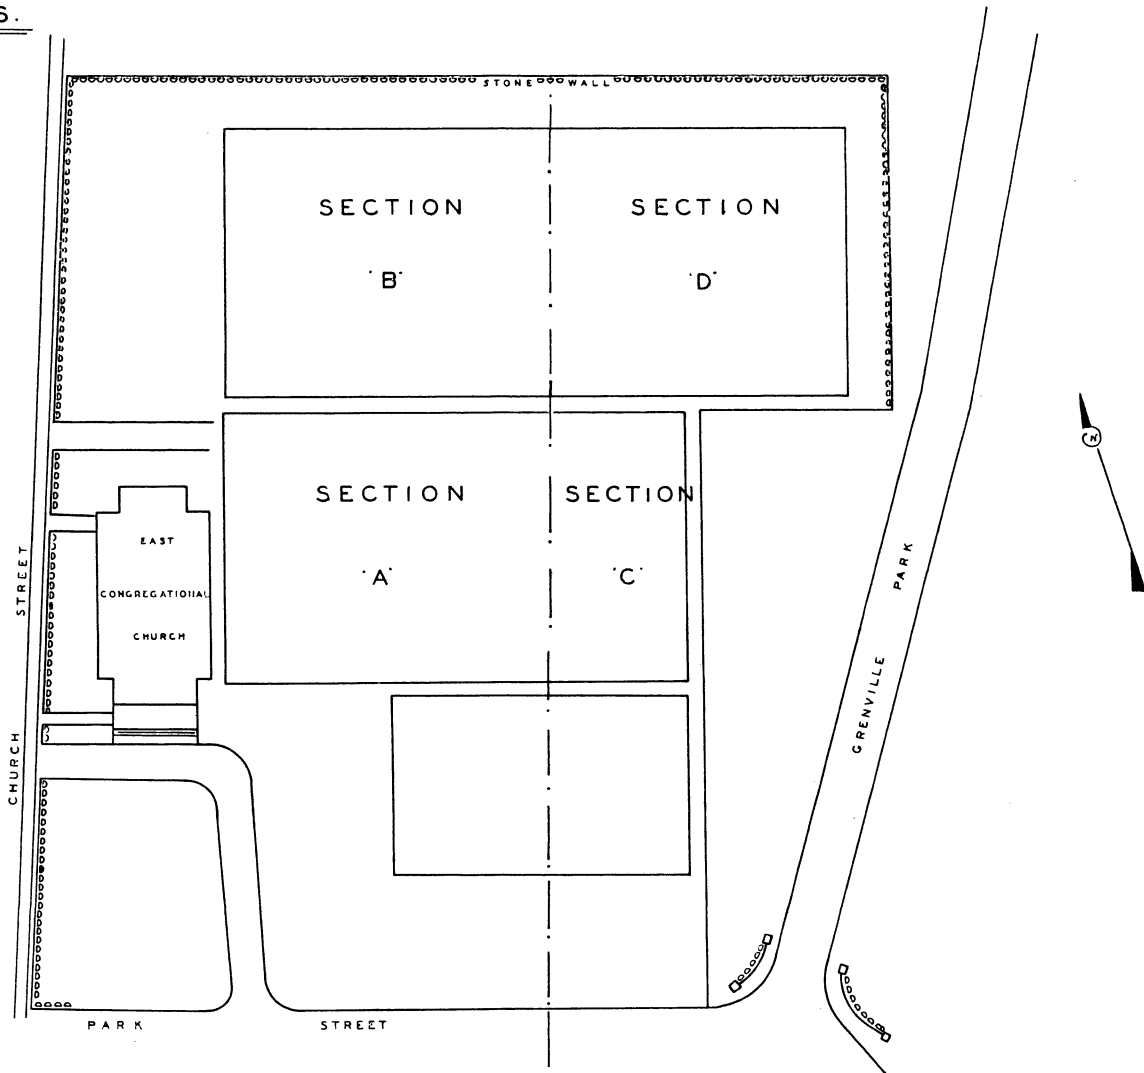 S.
STONE WALL
SECTION
"B"
SECTION
"D"
SECTION
"A"
SECTION
"C"
EAST
CONGREGATIONAL
CHURCH
CHURCH STREET
GRENVILLE PARK
N
PARK STREET